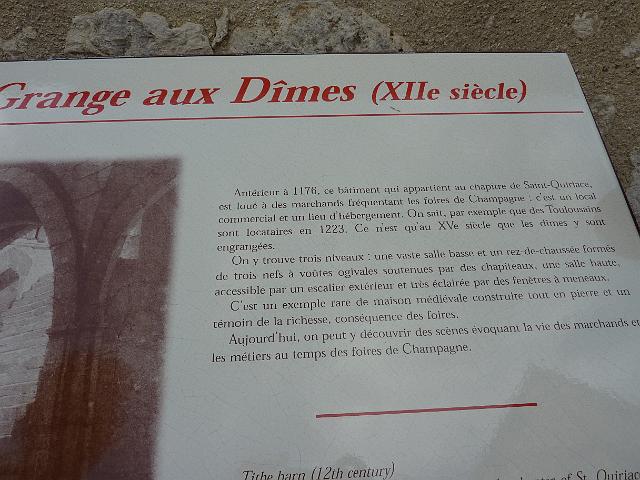 Grange aux Dîmes (XIIe siècle)
Antérieur à 1176, ce bâtiment qui appartient au chapitre de Saint-Quiriace,
est loué à des marchands fréquentant les foires de Champagne : c'est un local
commercial et un lieu d'hébergement. On sait, par exemple que des Toulousains
sont locataires en 1223. Ce n'est qu'au XVe siècle que les dîmes y sont
engrangées.
On y trouve trois niveaux : une vaste salle basse et un rez-de-chaussée formés
de trois nefs à voûtes ogivales soutenues par des chapiteaux, une salle haute,
accessible par un escalier extérieur et très éclairée par des fenêtres à meneaux.
C'est un exemple rare de maison médiévale construite tout en pierre et un
témoin de la richesse, conséquence des foires.
Aujourd'hui, on peut y découvrir des scènes évoquant la vie des marchands et
les métiers au temps des foires de Champagne.
Tithe barn (12th century)
of St. Quiriac